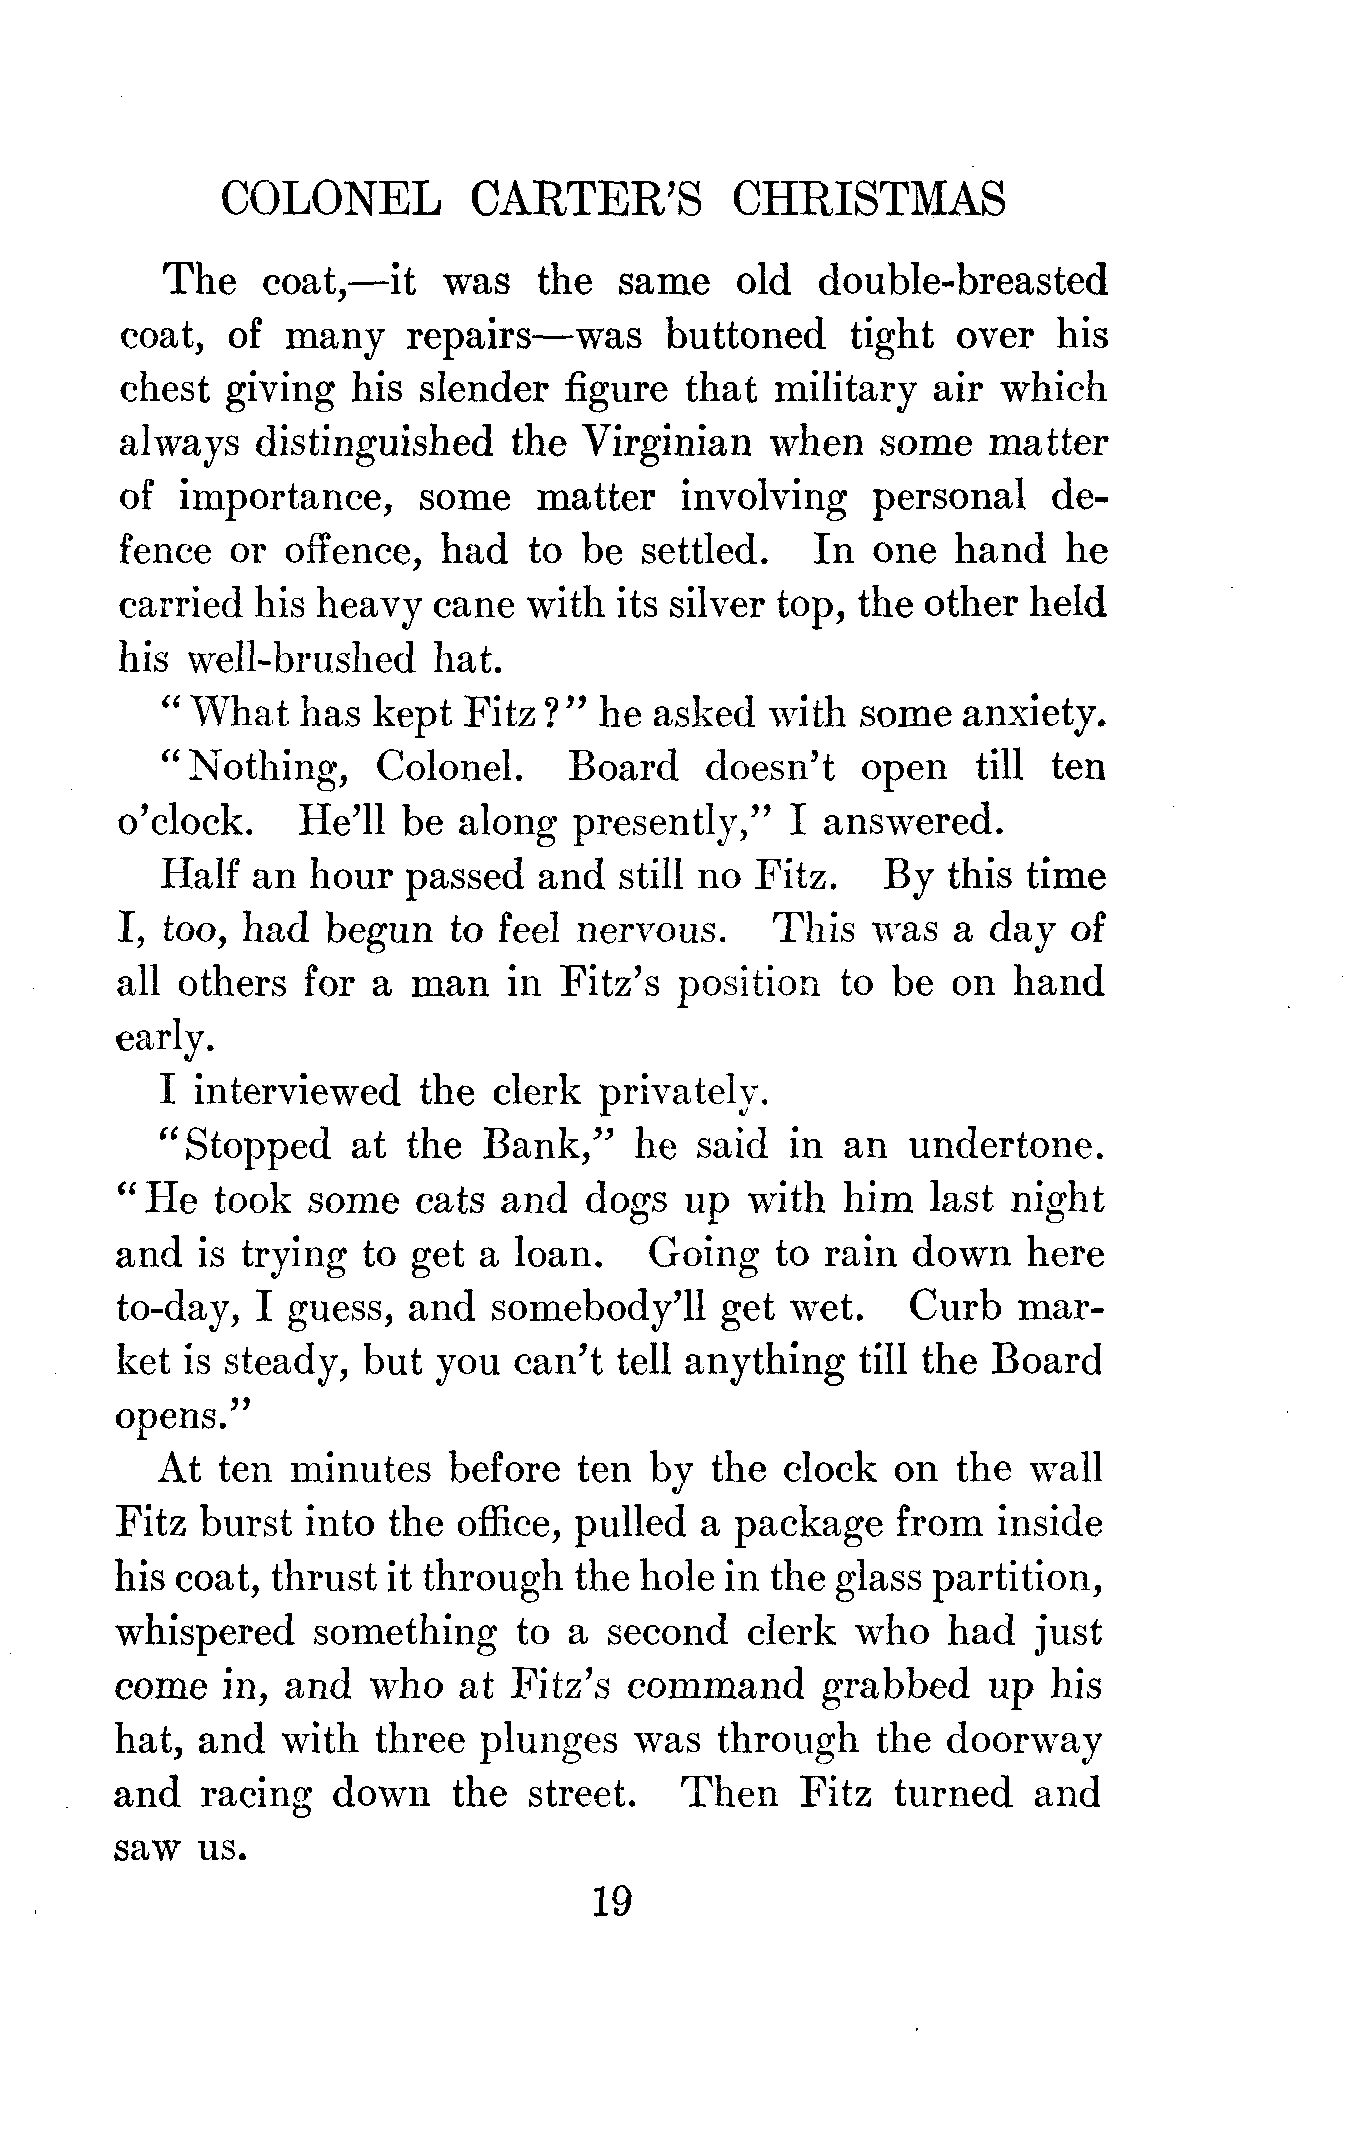 COLONEL CARTER'S CHRISTMAS
The coat,—it was the same old double-breasted
coat, of many repairs—was buttoned tight over his
chest giving his slender figure that military air which
always distinguished the Virginian when some matter
of importance, some matter involving personal de-
fence or offence, had to be settled. In one hand he
carried his heavy cane with its silver top, the other held
his well-brushed hat.
"What has kept Fitz?" he asked with some anxiety.
"Nothing, Colonel. Board doesn't open till ten
o'clock. He'll be along presently," I answered.
Half an hour passed and still no Fitz. By this time
I, too, had begun to feel nervous. This was a day of
all others for a man in Fitz's position to be on hand
early.
I interviewed the clerk privately.
"Stopped at the Bank," he said in an undertone.
"He took some cats and dogs up with him last night
and is trying to get a loan. Going to rain down here
to-day, I guess, and somebody'll get wet. Curb mar-
ket is steady, but you can't tell anything till the Board
opens."
At ten minutes before ten by the clock on the wall
Fitz burst into the office, pulled a package from inside
his coat, thrust it through the hole in the glass partition,
whispered something to a second clerk who had just
come in, and who at Fitz's command grabbed up his
hat, and with three plunges was through the doorway
and racing down the street. Then Fitz turned and
saw us.
19